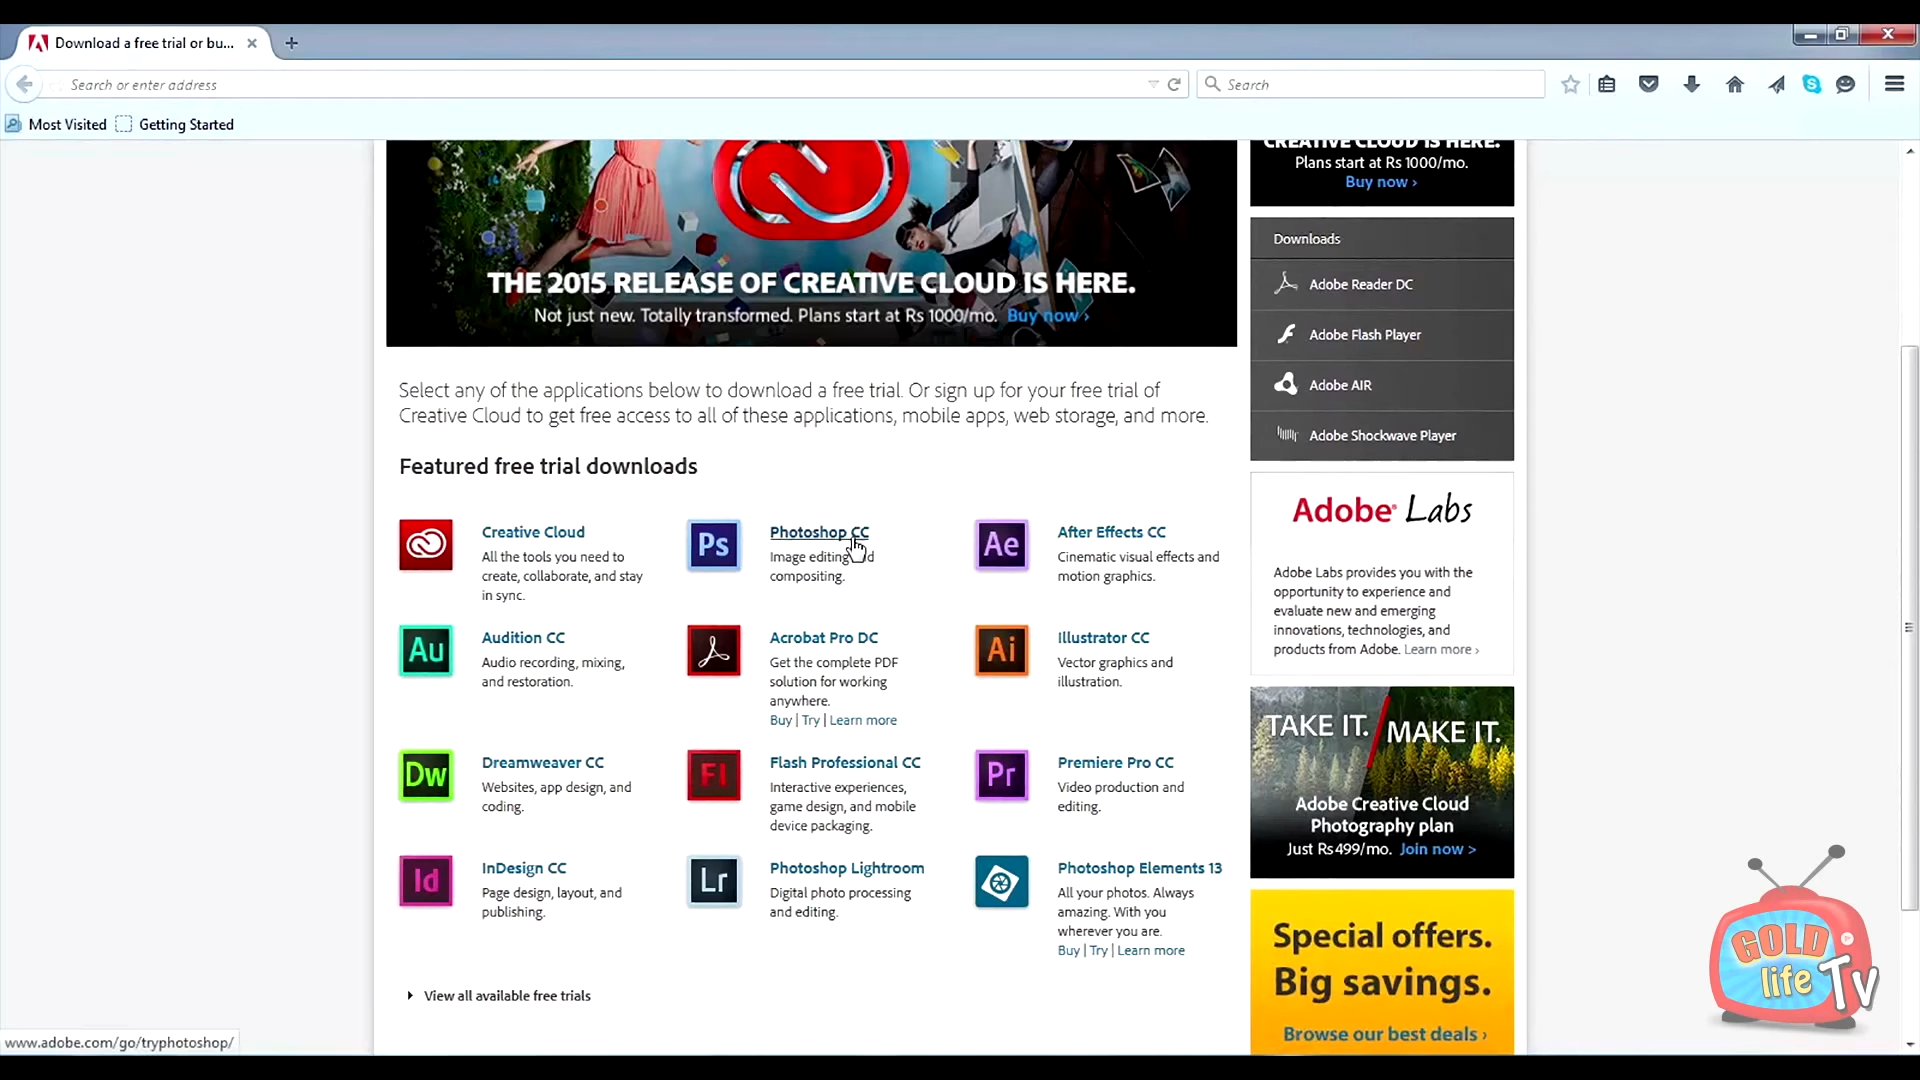 Download a free trial or bu...
Search or enter address
Search
Most Visited
Getting Started
THE 2015 RELEASE OF CREATIVE CLOUD IS HERE.
Not just new. Totally transformed. Plans start at Rs 1000/mo. Buy now ›
Select any of the applications below to download a free trial. Or sign up for your free trial of
Creative Cloud to get free access to all of these applications, mobile apps, web storage, and more.
Featured free trial downloads
Creative Cloud
All the tools you need to
create, collaborate, and stay
in sync.
Ps
Photoshop CC
Image editing and
compositing.
Ae
After Effects CC
Cinematic visual effects and
motion graphics.
Au
Audition CC
Audio recording, mixing,
and restoration.
Acrobat Pro DC
Get the complete PDF
solution for working
anywhere.
Buy | Try | Learn more
Ai
Illustrator CC
Vector graphics and
illustration.
Dw
Dreamweaver CC
Websites, app design, and
coding.
Fl
Flash Professional CC
Interactive experiences,
game design, and mobile
device packaging.
Pr
Premiere Pro CC
Video production and
editing.
Id
InDesign CC
Page design, layout, and
publishing.
Lr
Photoshop Lightroom
Digital photo processing
and editing.
Photoshop Elements 13
All your photos. Always
amazing. With you
wherever you are.
Buy | Try | Learn more
View all available free trials
CREATIVE CLOUD IS HERE.
Plans start at Rs 1000/mo.
Buy now ›
Downloads
Adobe Reader DC
Adobe Flash Player
Adobe AIR
Adobe Shockwave Player
Adobe® Labs
Adobe Labs provides you with the
opportunity to experience and
evaluate new and emerging
innovations, technologies, and
products from Adobe. Learn more ›
TAKE IT. / MAKE IT.
Adobe Creative Cloud
Photography plan
Just Rs499/mo. Join now >
Special offers.
Big savings.
Browse our best deals ›
GOLD
life Tv
www.adobe.com/go/tryphotoshop/